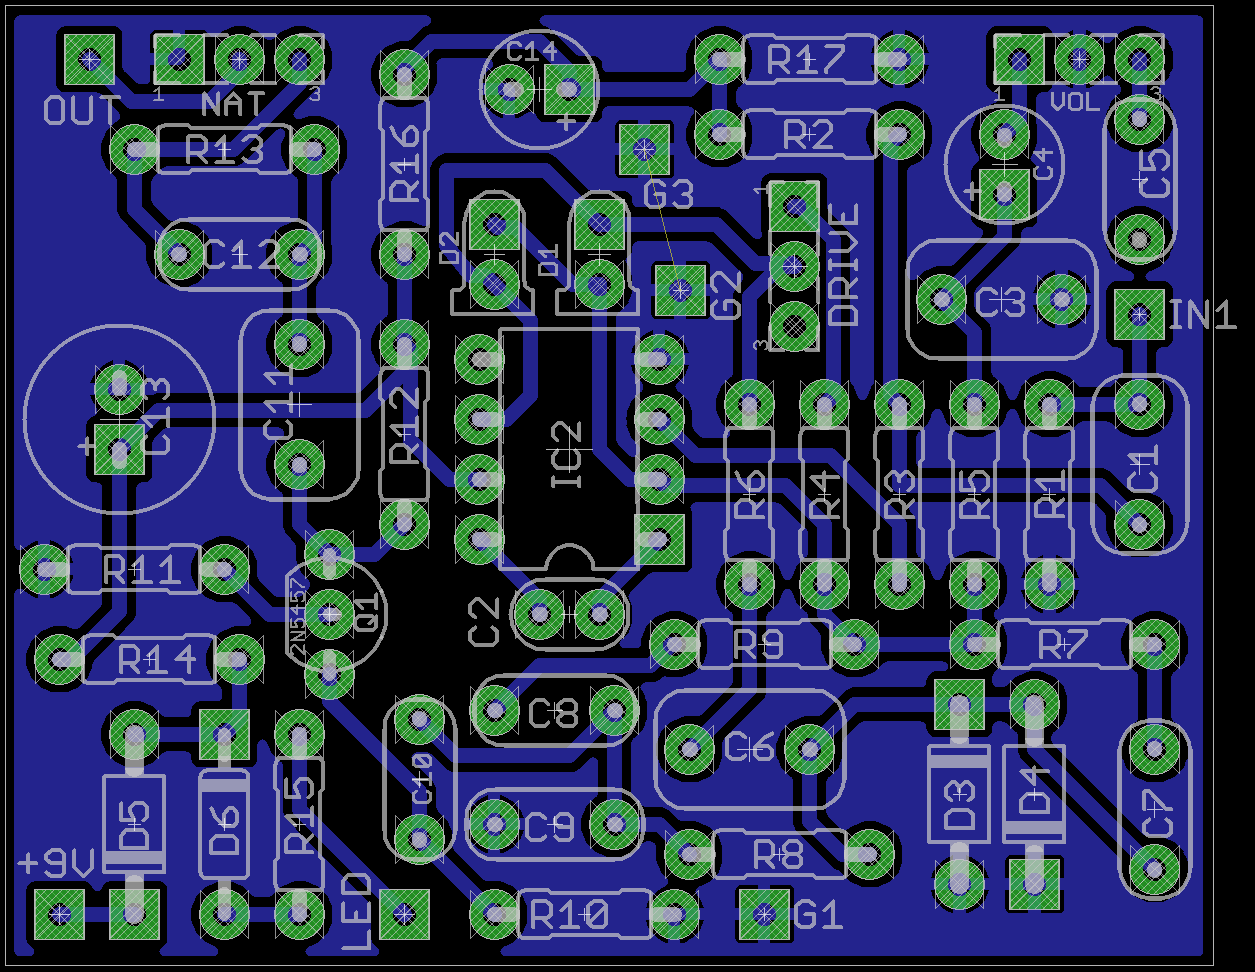 C14
R17
1
3
1
3
OUT
NAT
VOL
R13
R16
R2
C4
C5
+
+
G3
1
C12
D2
D1
G2
DRIVE
C3
IN1
3
C11
C13
+
R12
IC2
R6
R4
R3
R5
R1
C1
R11
2N5457
Q1
C2
R14
R9
R7
C8
C6
C10
D5
D6
R15
C9
D3
D4
C7
R8
+9V
LED
R10
G1